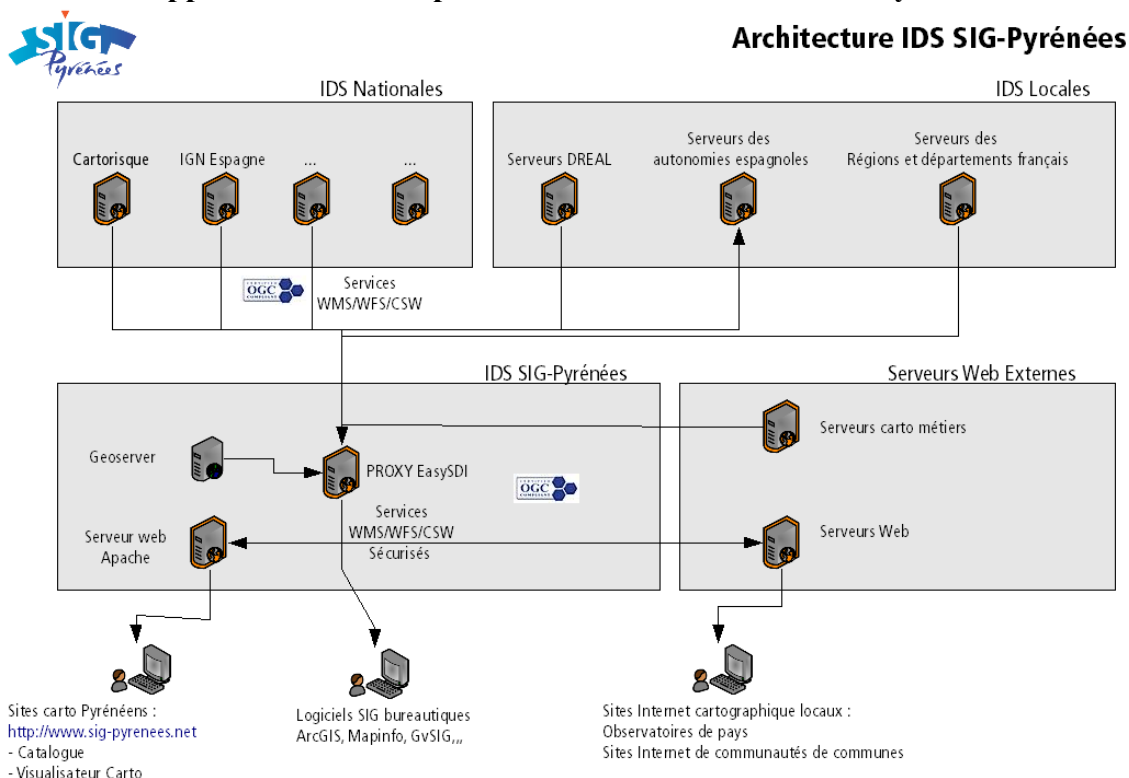 SIG
Pyrénées
Architecture IDS SIG-Pyrénées
IDS Nationales
IDS Locales
Cartorisque
IGN Espagne
...
...
Serveurs DREAL
Serveurs des
autonomies espagnoles
Serveurs des
Régions et départements français
CERTIFIED
OGC
COMPLIANT
Services
WMS/WFS/CSW
IDS SIG-Pyrénées
Serveurs Web Externes
Geoserver
PROXY EasySDI
CERTIFIED
OGC
COMPLIANT
Serveurs carto métiers
Services
WMS/WFS/CSW
Sécurisés
Serveur web
Apache
Serveurs Web
Sites carto Pyrénéens :
http://www.sig-pyrenees.net
- Catalogue
- Visualisateur Carto
Logiciels SIG bureautiques
ArcGIS, Mapinfo, GvSIG,,,
Sites Internet cartographique locaux :
Observatoires de pays
Sites Internet de communautés de communes